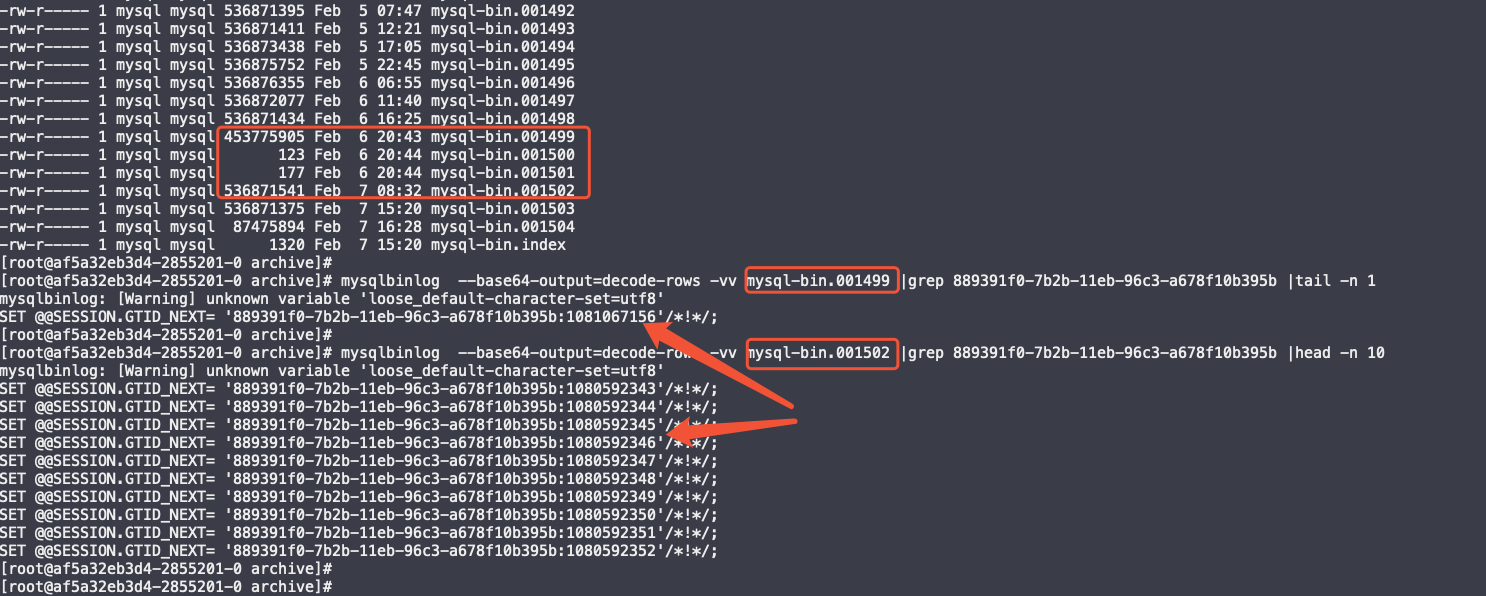 -rw-r----- 1 mysql mysql 536871395 Feb  5 07:47 mysql-bin.001492
-rw-r----- 1 mysql mysql 536871411 Feb  5 12:21 mysql-bin.001493
-rw-r----- 1 mysql mysql 536873438 Feb  5 17:05 mysql-bin.001494
-rw-r----- 1 mysql mysql 536875752 Feb  5 22:45 mysql-bin.001495
-rw-r----- 1 mysql mysql 536876355 Feb  6 06:55 mysql-bin.001496
-rw-r----- 1 mysql mysql 536872077 Feb  6 11:40 mysql-bin.001497
-rw-r----- 1 mysql mysql 536871434 Feb  6 16:25 mysql-bin.001498
-rw-r----- 1 mysql mysql 453775905 Feb  6 20:43 mysql-bin.001499
-rw-r----- 1 mysql mysql       123 Feb  6 20:44 mysql-bin.001500
-rw-r----- 1 mysql mysql       177 Feb  6 20:44 mysql-bin.001501
-rw-r----- 1 mysql mysql 536871541 Feb  7 08:32 mysql-bin.001502
-rw-r----- 1 mysql mysql 536871375 Feb  7 15:20 mysql-bin.001503
-rw-r----- 1 mysql mysql  87475894 Feb  7 16:28 mysql-bin.001504
-rw-r----- 1 mysql mysql      1320 Feb  7 15:20 mysql-bin.index
[root@af5a32eb3d4-2855201-0 archive]#
[root@af5a32eb3d4-2855201-0 archive]# mysqlbinlog  --base64-output=decode-rows -vv mysql-bin.001499 |grep 889391f0-7b2b-11eb-96c3-a678f10b395b |tail -n 1
mysqlbinlog: [Warning] unknown variable 'loose_default-character-set=utf8'
SET @@SESSION.GTID_NEXT= '889391f0-7b2b-11eb-96c3-a678f10b395b:1081067156'/*!*/;
[root@af5a32eb3d4-2855201-0 archive]#
[root@af5a32eb3d4-2855201-0 archive]# mysqlbinlog  --base64-output=decode-rows -vv mysql-bin.001502 |grep 889391f0-7b2b-11eb-96c3-a678f10b395b |head -n 10
mysqlbinlog: [Warning] unknown variable 'loose_default-character-set=utf8'
SET @@SESSION.GTID_NEXT= '889391f0-7b2b-11eb-96c3-a678f10b395b:1080592343'/*!*/;
SET @@SESSION.GTID_NEXT= '889391f0-7b2b-11eb-96c3-a678f10b395b:1080592344'/*!*/;
SET @@SESSION.GTID_NEXT= '889391f0-7b2b-11eb-96c3-a678f10b395b:1080592345'/*!*/;
SET @@SESSION.GTID_NEXT= '889391f0-7b2b-11eb-96c3-a678f10b395b:1080592346'/*!*/;
SET @@SESSION.GTID_NEXT= '889391f0-7b2b-11eb-96c3-a678f10b395b:1080592347'/*!*/;
SET @@SESSION.GTID_NEXT= '889391f0-7b2b-11eb-96c3-a678f10b395b:1080592348'/*!*/;
SET @@SESSION.GTID_NEXT= '889391f0-7b2b-11eb-96c3-a678f10b395b:1080592349'/*!*/;
SET @@SESSION.GTID_NEXT= '889391f0-7b2b-11eb-96c3-a678f10b395b:1080592350'/*!*/;
SET @@SESSION.GTID_NEXT= '889391f0-7b2b-11eb-96c3-a678f10b395b:1080592351'/*!*/;
SET @@SESSION.GTID_NEXT= '889391f0-7b2b-11eb-96c3-a678f10b395b:1080592352'/*!*/;
[root@af5a32eb3d4-2855201-0 archive]#
[root@af5a32eb3d4-2855201-0 archive]#